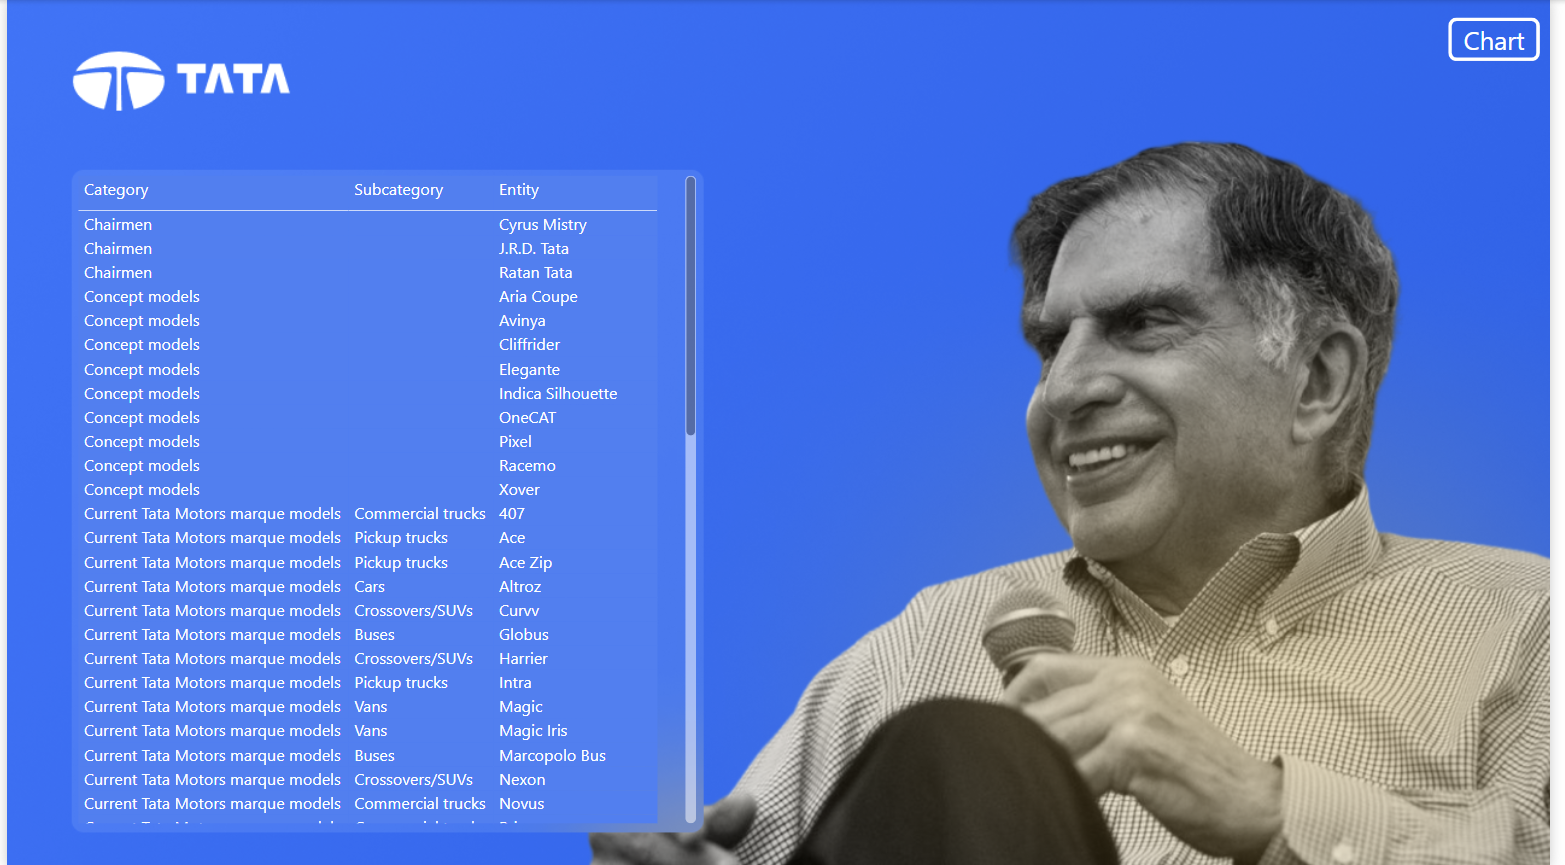 Chart
TATA
Category Subcategory Entity
Chairmen Cyrus Mistry
Chairmen J.R.D. Tata
Chairmen Ratan Tata
Concept models Aria Coupe
Concept models Avinya
Concept models Cliffrider
Concept models Elegante
Concept models Indica Silhouette
Concept models OneCAT
Concept models Pixel
Concept models Racemo
Concept models Xover
Current Tata Motors marque models Commercial trucks 407
Current Tata Motors marque models Pickup trucks Ace
Current Tata Motors marque models Pickup trucks Ace Zip
Current Tata Motors marque models Cars Altroz
Current Tata Motors marque models Crossovers/SUVs Curvv
Current Tata Motors marque models Buses Globus
Current Tata Motors marque models Crossovers/SUVs Harrier
Current Tata Motors marque models Pickup trucks Intra
Current Tata Motors marque models Vans Magic
Current Tata Motors marque models Vans Magic Iris
Current Tata Motors marque models Buses Marcopolo Bus
Current Tata Motors marque models Crossovers/SUVs Nexon
Current Tata Motors marque models Commercial trucks Novus